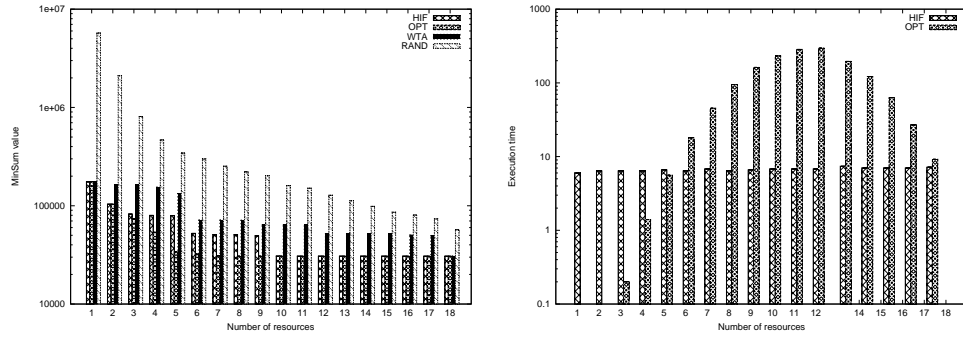 1e+07
1e+06
100000
10000
MinSum value
HIF
OPT
WTA
RAND
1 2 3 4 5 6 7 8 9 10 11 12 13 14 15 16 17 18
Number of resources
1000
100
10
1
0.1
Execution time
HIF
OPT
1 2 3 4 5 6 7 8 9 10 11 12 14 15 16 17 18
Number of resources